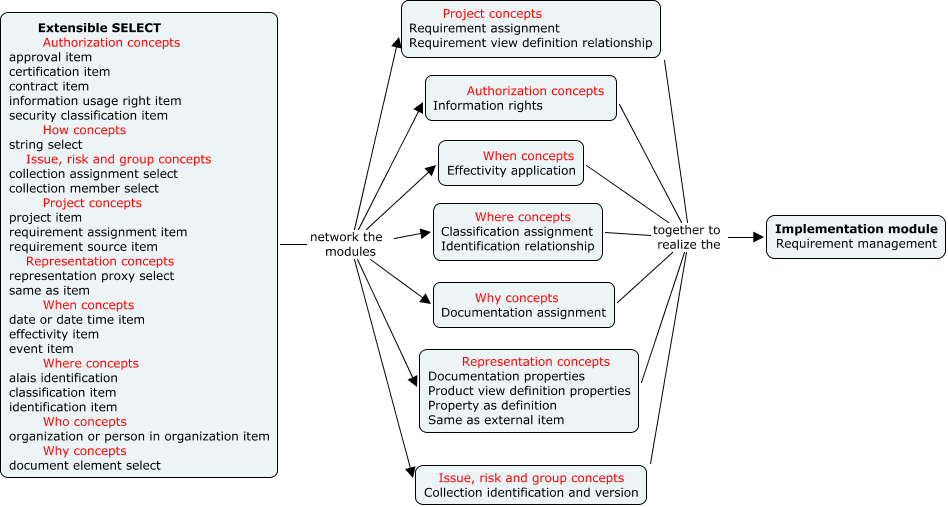 Extensible SELECT
Authorization concepts
approval item
certification item
contract item
information usage right item
security classification item
How concepts
string select
Issue, risk and group concepts
collection assignment select
collection member select
Project concepts
project item
requirement assignment item
requirement source item
Representation concepts
representation proxy select
same as item
When concepts
date or date time item
effectivity item
event item
Where concepts
alais identification
classification item
identification item
Who concepts
organization or person in organization item
Why concepts
document element select
network the
modules
Project concepts
Requirement assignment
Requirement view definition relationship
Authorization concepts
Information rights
When concepts
Effectivity application
Where concepts
Classification assignment
Identification relationship
Why concepts
Documentation assignment
Representation concepts
Documentation properties
Product view definition properties
Property as definition
Same as external item
Issue, risk and group concepts
Collection identification and version
together to
realize the
Implementation module
Requirement management